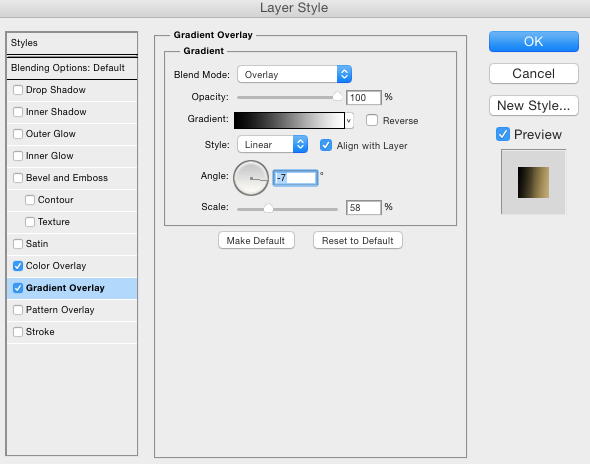 Layer Style
Styles
Blending Options: Default
Drop Shadow
Inner Shadow
Outer Glow
Inner Glow
Bevel and Emboss
Contour
Texture
Satin
Color Overlay
Gradient Overlay
Pattern Overlay
Stroke
Gradient Overlay
Gradient
Blend Mode: Overlay
Opacity: 100 %
Gradient: Reverse
Style: Linear Align with Layer
Angle: -7 °
Scale: 58 %
Make Default Reset to Default
OK
Cancel
New Style...
Preview